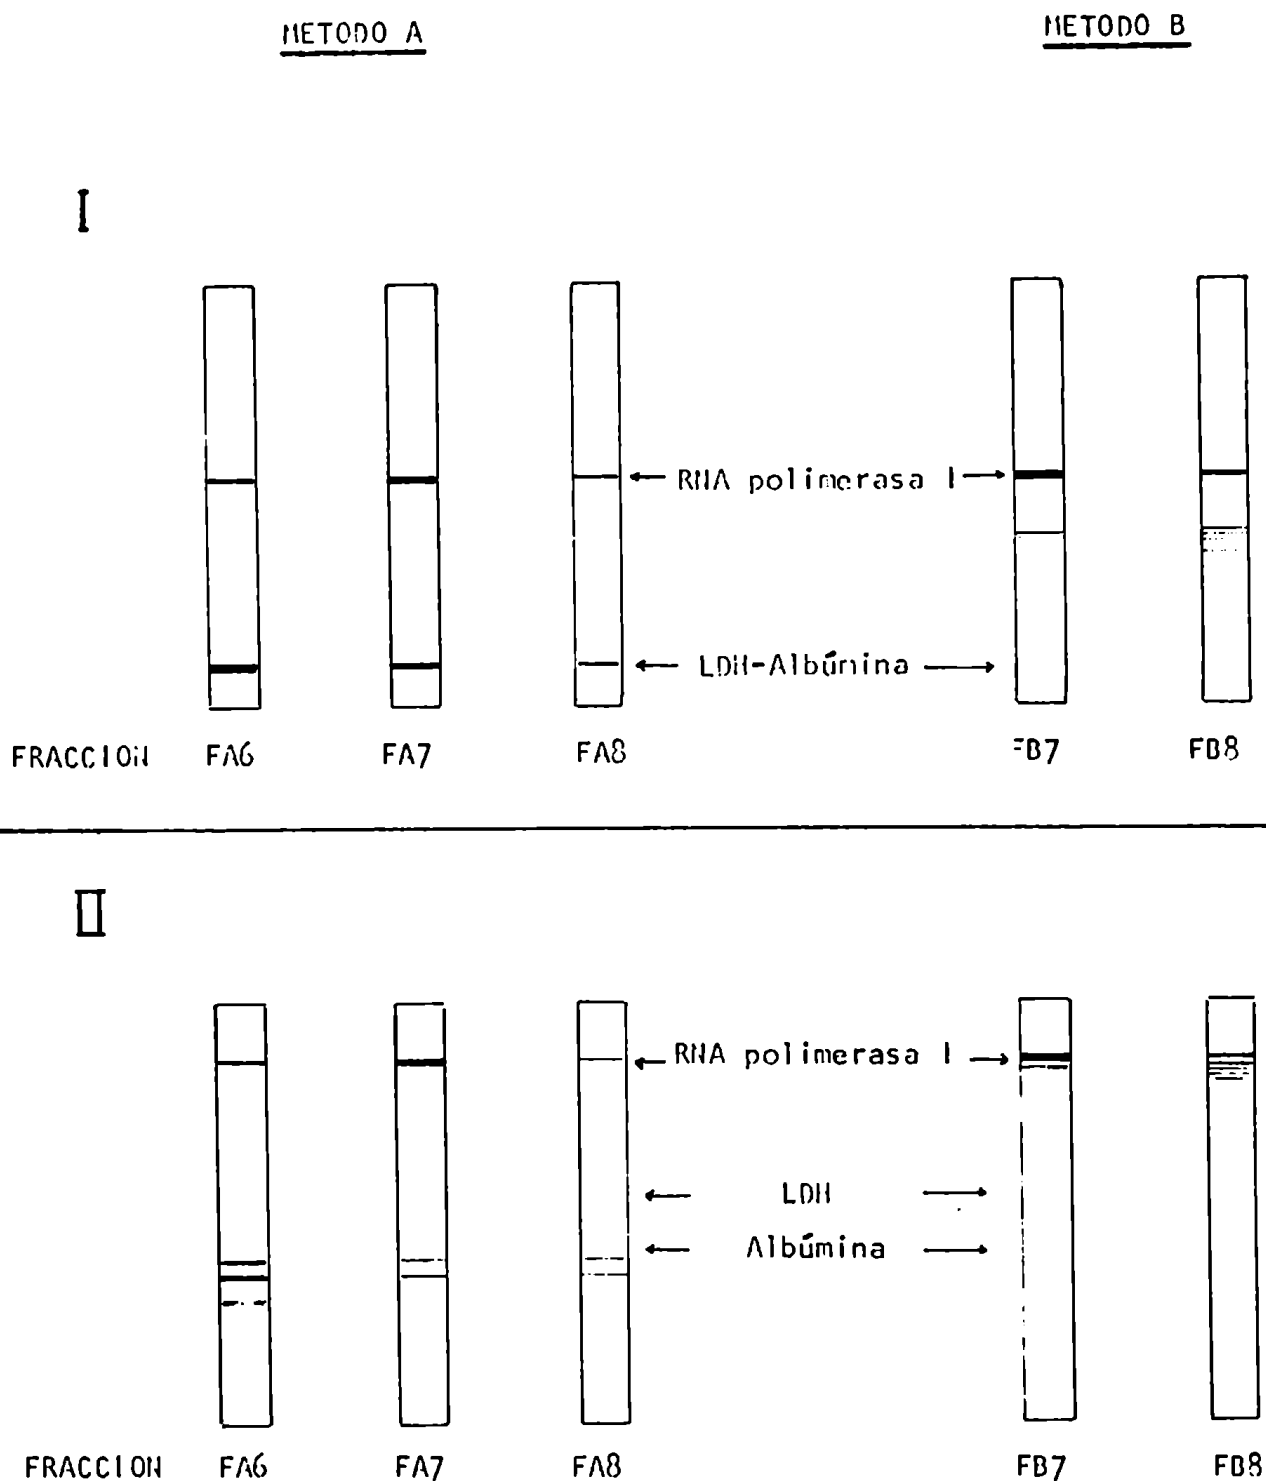 METODO A METODO B
I
RNA polimerasa I
LDH-Albúmina
FRACCION FA6 FA7 FA8 FB7 FB8
II
RNA polimerasa I
LDH
Albúmina
FRACCION FA6 FA7 FA8 FB7 FB8